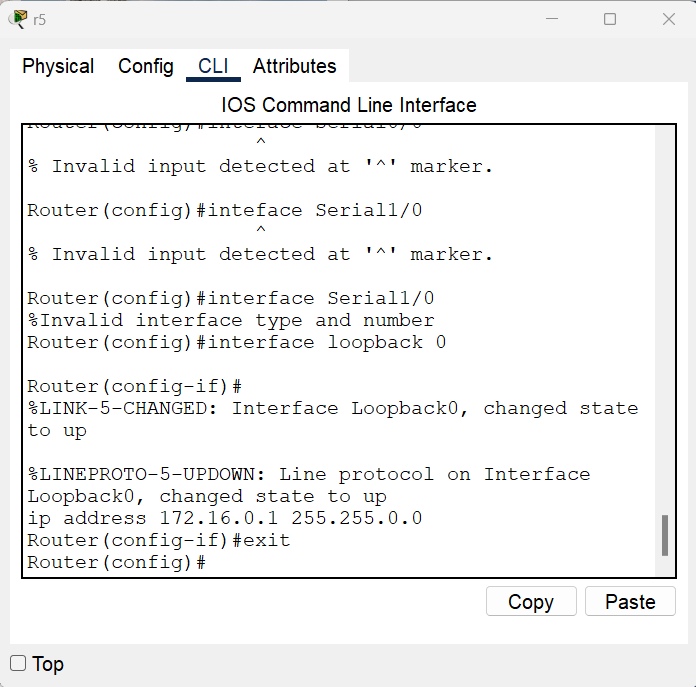 r5
Physical Config CLI Attributes
IOS Command Line Interface
^
% Invalid input detected at '^' marker.
Router(config)#inteface Serial1/0
^
% Invalid input detected at '^' marker.
Router(config)#interface Serial1/0
%Invalid interface type and number
Router(config)#interface loopback 0
Router(config-if)#
%LINK-5-CHANGED: Interface Loopback0, changed state
to up
%LINEPROTO-5-UPDOWN: Line protocol on Interface
Loopback0, changed state to up
ip address 172.16.0.1 255.255.0.0
Router(config-if)#exit
Router(config)#
Copy Paste
Top